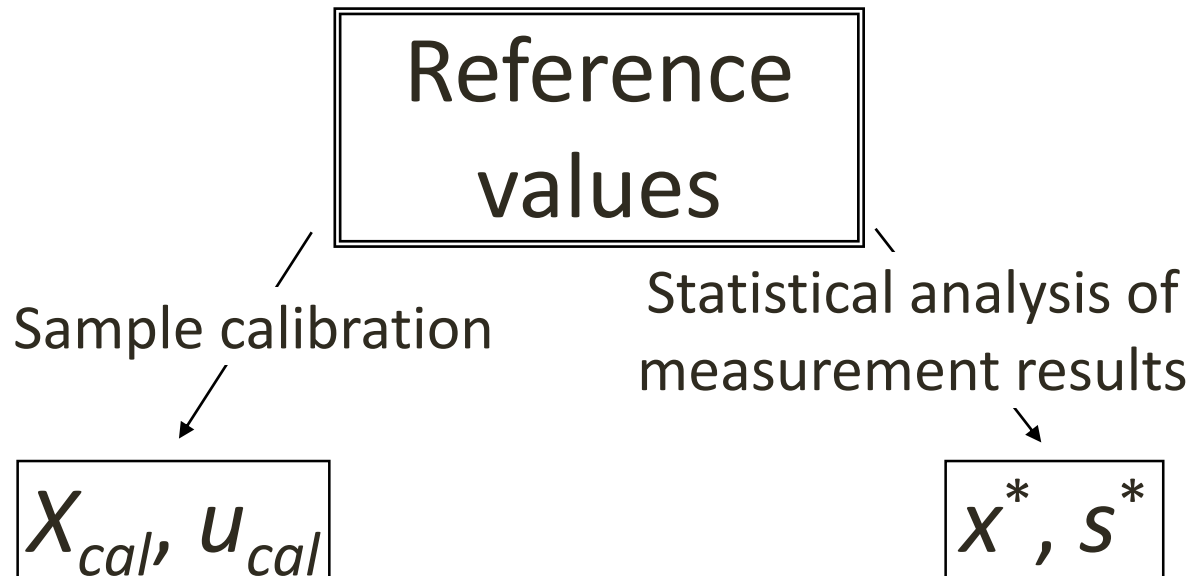 Reference
values
Sample calibration
Statistical analysis of
measurement results
X_cal, u_cal
x*, s*